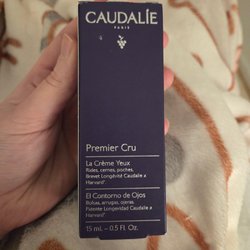 CAUDALÍE
PARIS
Premier Cru
La Crème Yeux
Rides, cernes, poches,
Brevet Longévité Caudalie x
Harvard*
El Contorno de Ojos
Bolsas, arrugas, ojeras.
Patente Longevidad Caudalie x
Harvard*
15 ml. - 0.5 Fl. Oz.